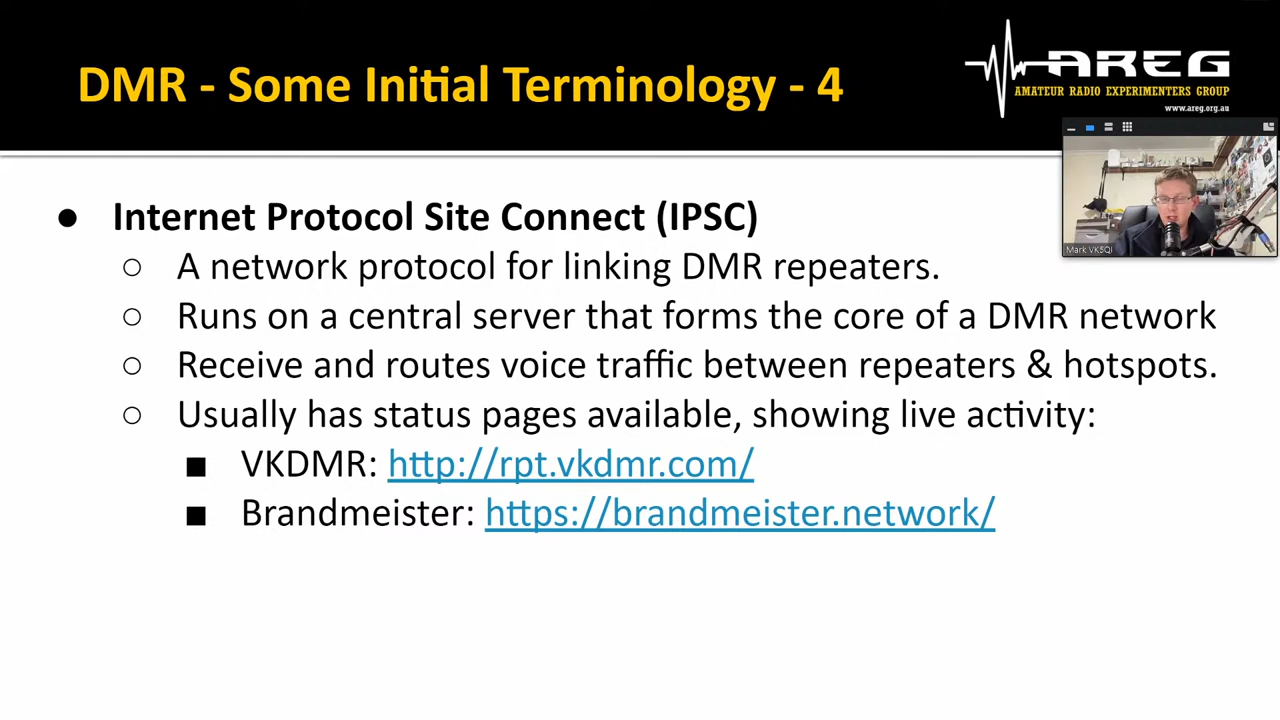 DMR - Some Initial Terminology - 4
AREG
AMATEUR RADIO EXPERIMENTERS GROUP
www.areg.org.au
Mark VK5QI
● Internet Protocol Site Connect (IPSC)
○ A network protocol for linking DMR repeaters.
○ Runs on a central server that forms the core of a DMR network
○ Receive and routes voice traffic between repeaters & hotspots.
○ Usually has status pages available, showing live activity:
■ VKDMR: http://rpt.vkdmr.com/
■ Brandmeister: https://brandmeister.network/